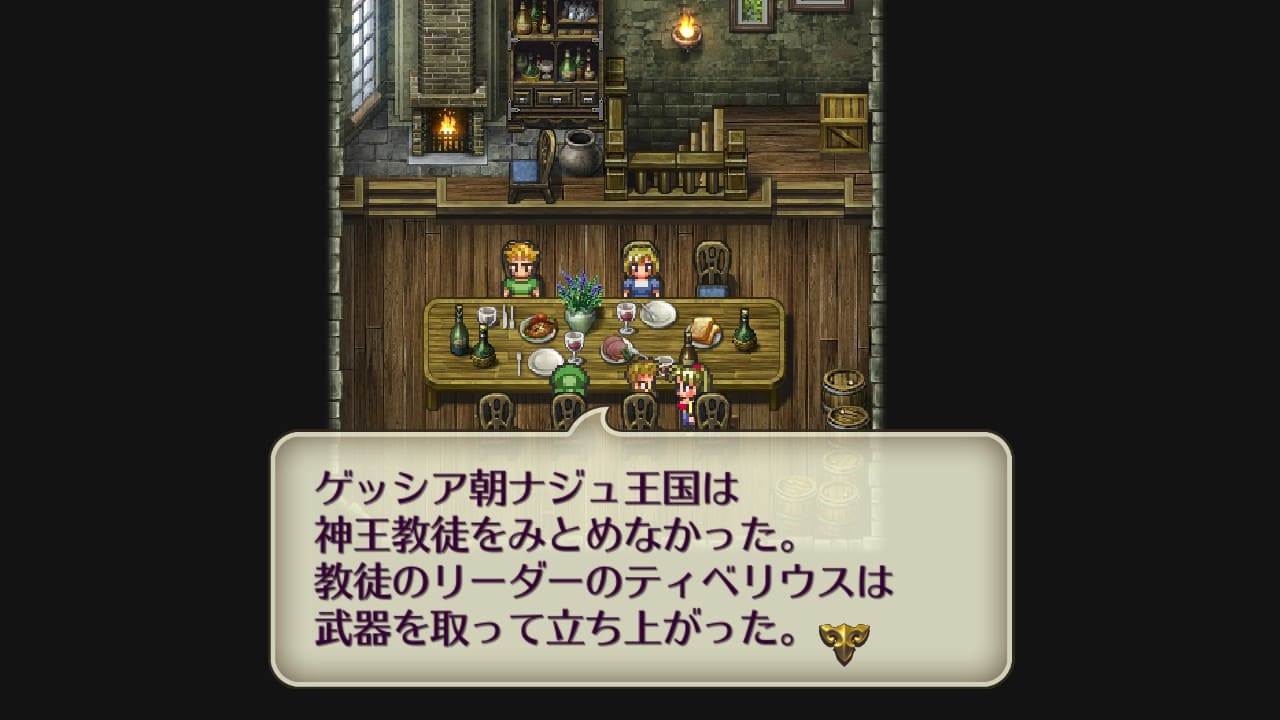 ゲッシア朝ナジュ王国は
神王教徒をみとめなかった。
教徒のリーダーのティベリウスは
武器を取って立ち上がった。